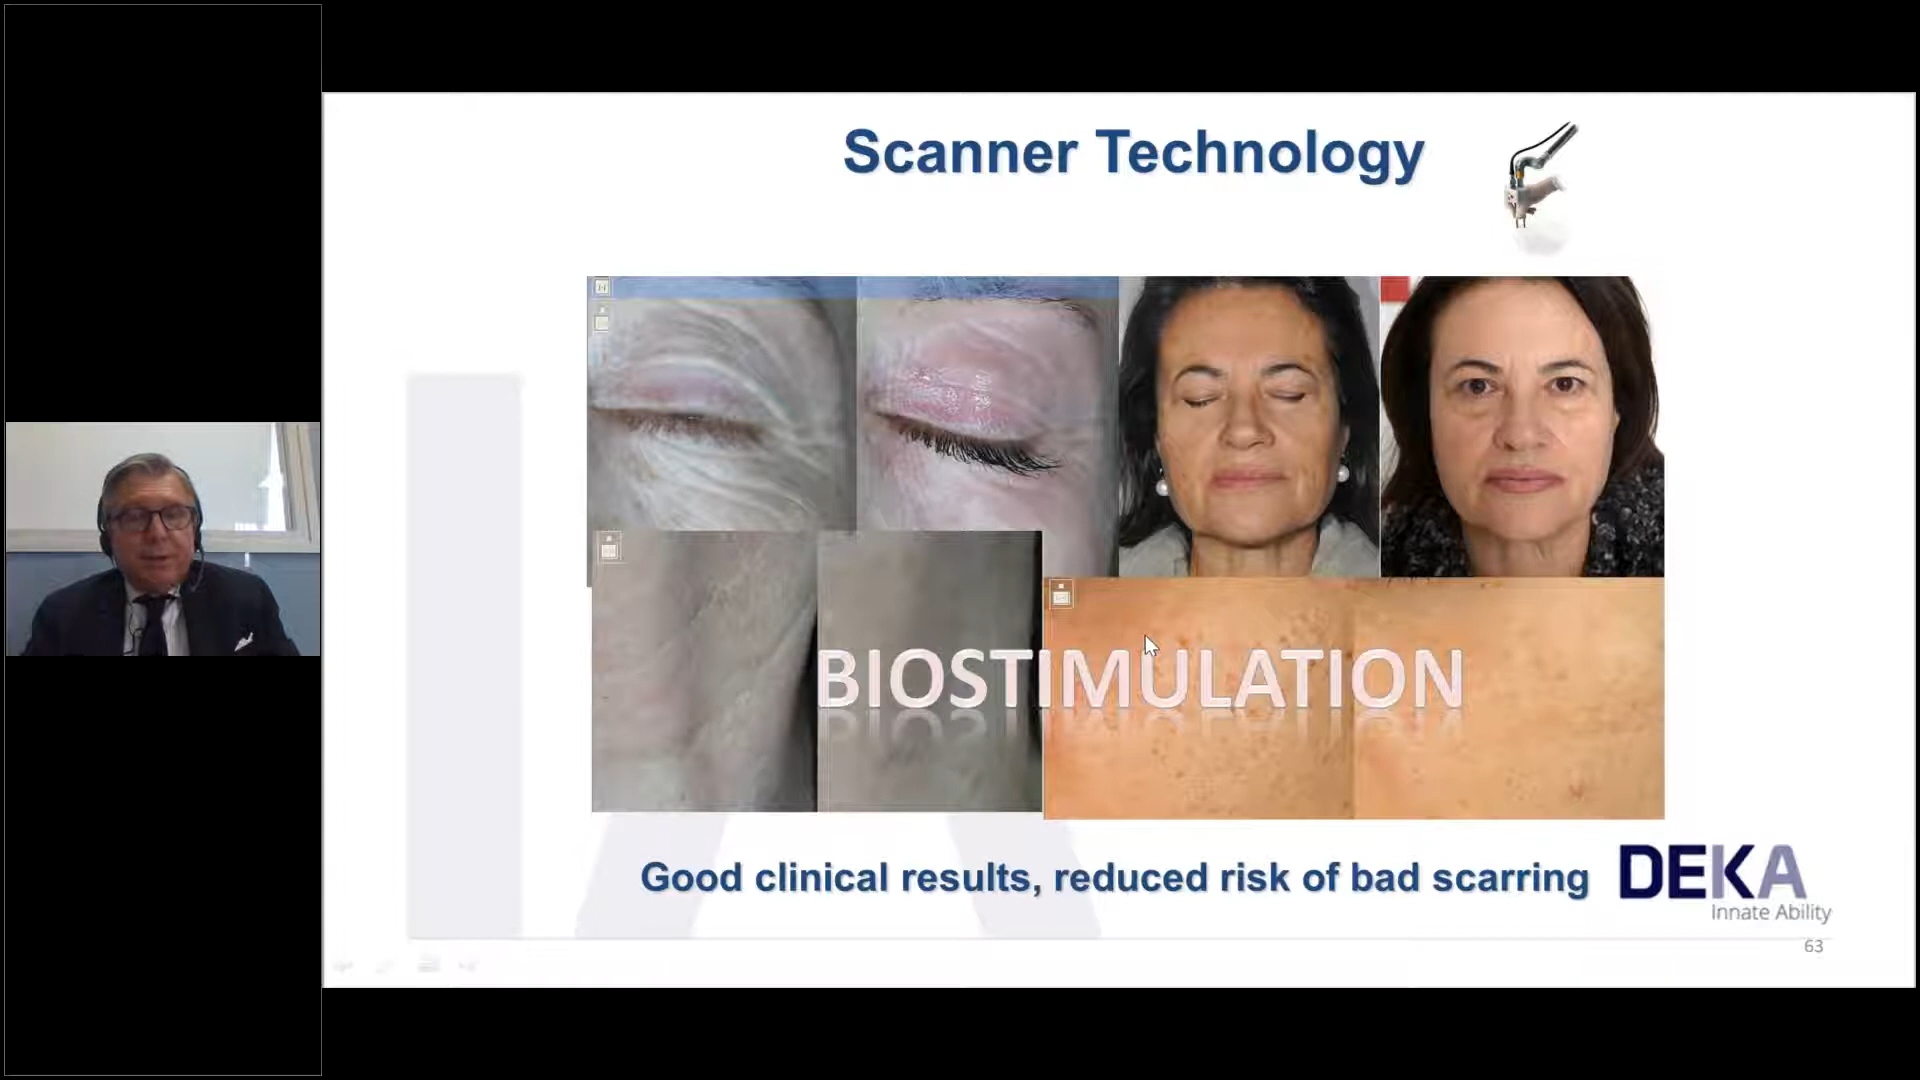 Scanner Technology
BIOSTIMULATION
Good clinical results, reduced risk of bad scarring
DEKA
Innate Ability
63